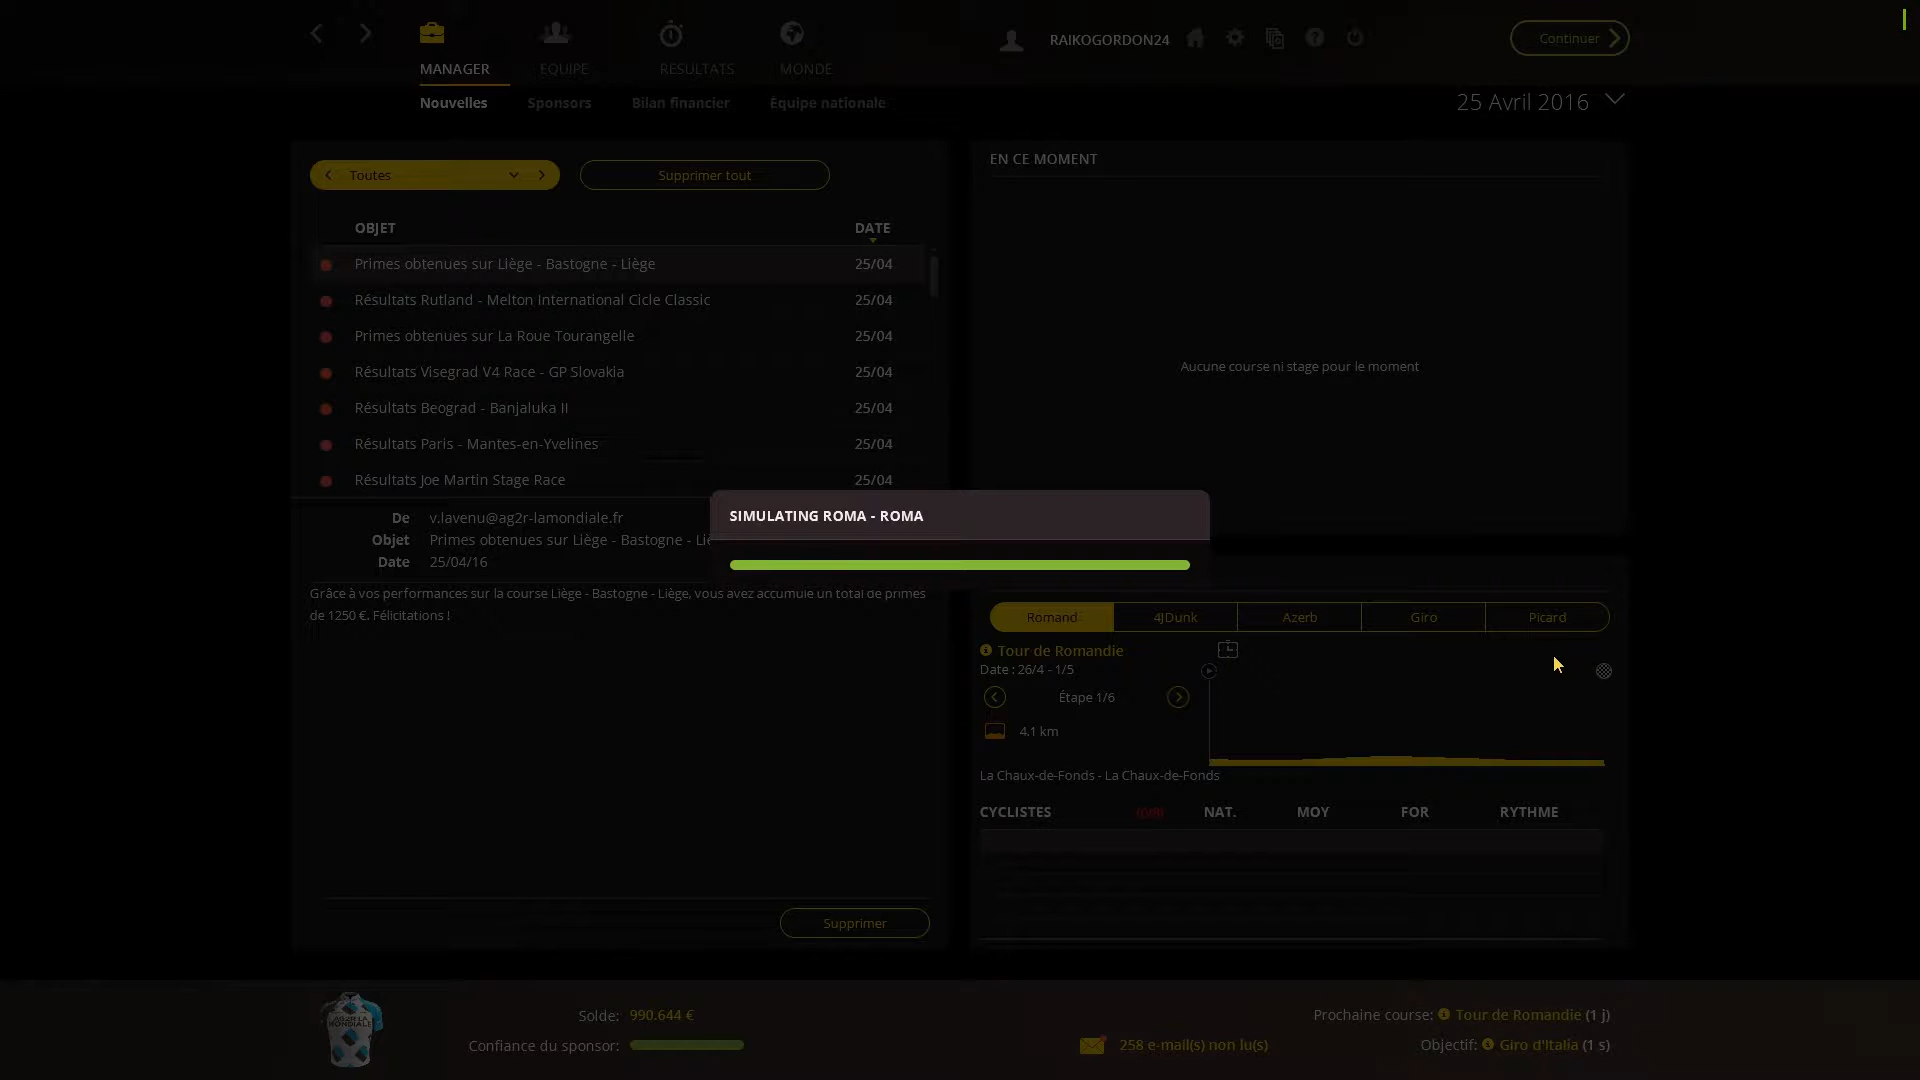 RAIKOGORDON24
Continuer
MANAGER
EQUIPE
RESULTATS
MONDE
Nouvelles
Sponsors
Bilan financier
Équipe nationale
25 Avril 2016
Toutes
Supprimer tout
OBJET
DATE
Primes obtenues sur Liège - Bastogne - Liège 25/04
Résultats Rutland - Melton International Cicle Classic 25/04
Primes obtenues sur La Roue Tourangelle 25/04
Résultats Visegrad V4 Race - GP Slovakia 25/04
Résultats Beograd - Banjaluka II 25/04
Résultats Paris - Mantes-en-Yvelines 25/04
Résultats Joe Martin Stage Race 25/04
De v.lavenu@ag2r-lamondiale.fr
Objet Primes obtenues sur Liège - Bastogne -
Date 25/04/16
Grâce à vos performances sur la course Liège - Bastogne - Liège, vous avez accumulé un total de primes
de 1250 €. Félicitations !
Supprimer
EN CE MOMENT
Aucune course ni stage pour le moment
SIMULATING ROMA - ROMA
Romand
4JDunk
Azerb
Giro
Picard
Tour de Romandie
Date : 26/4 - 1/5
Étape 1/6
4.1 km
La Chaux-de-Fonds - La Chaux-de-Fonds
CYCLISTES (0/8) NAT. MOY FOR RYTHME
AG2R LA
MONDIALE
Solde: 990.644 €
Confiance du sponsor:
258 e-mail(s) non lu(s)
Prochaine course: Tour de Romandie (1 j)
Objectif: Giro d'Italia (1 s)